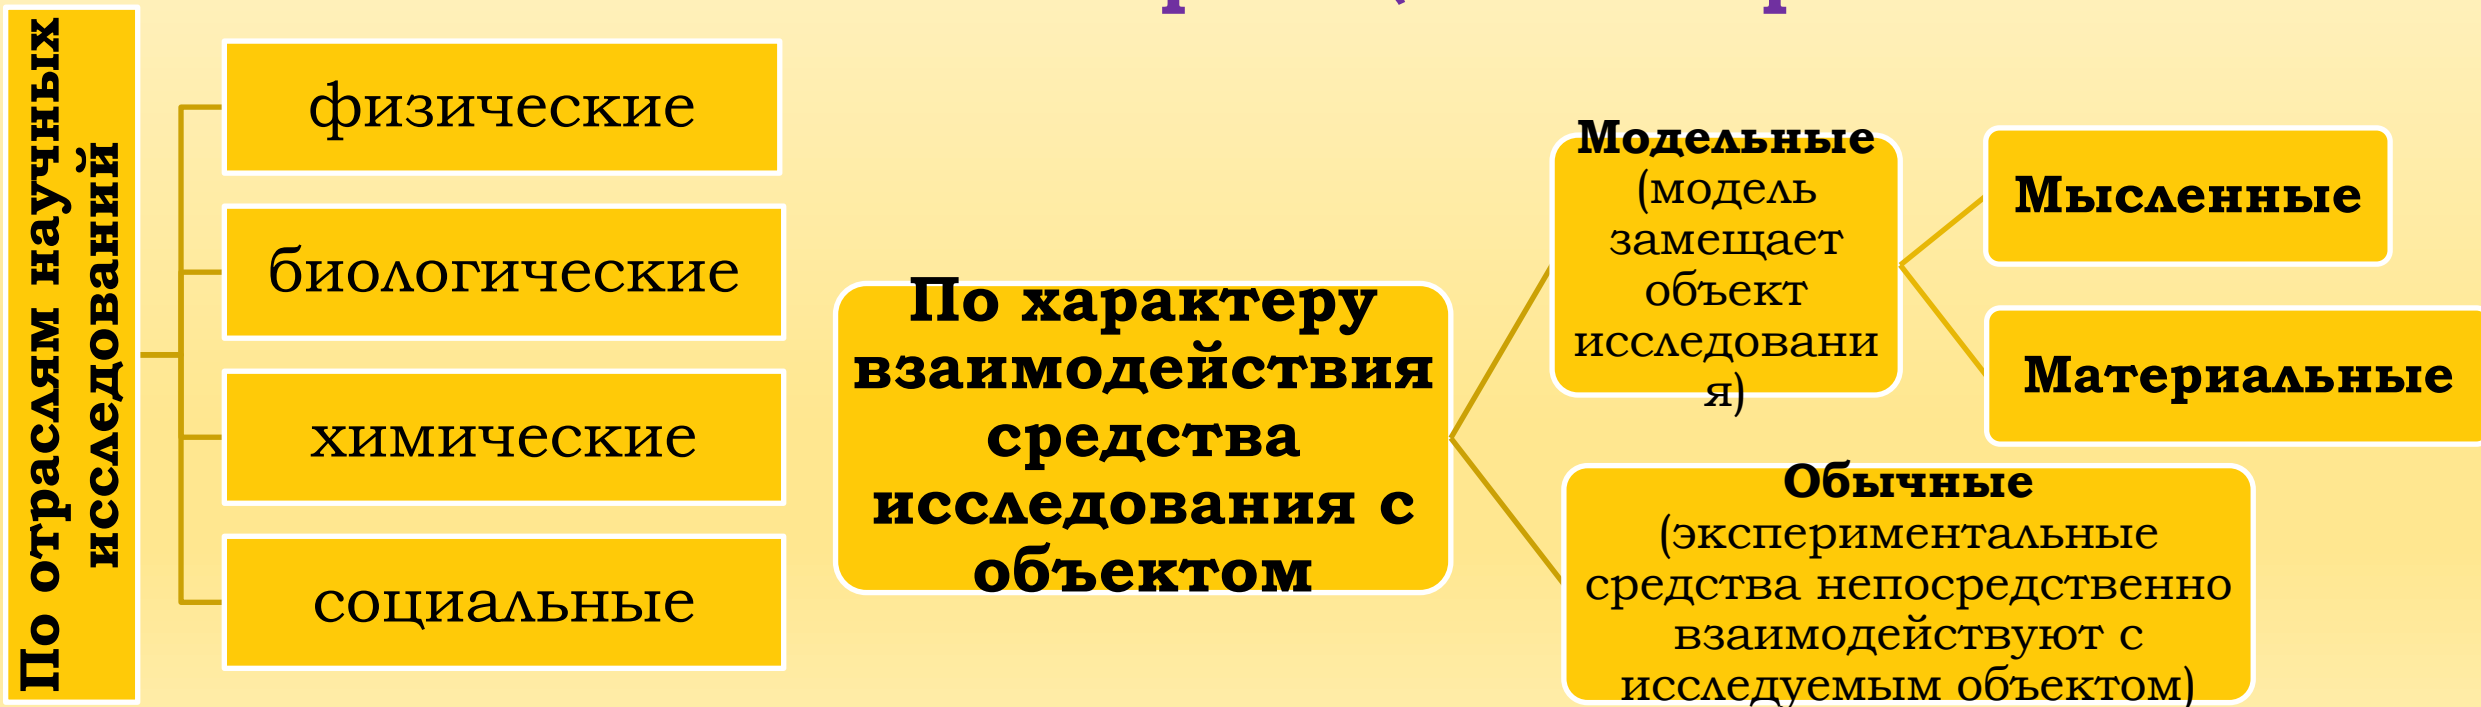 По отраслям научных
исследований
физические
биологические
химические
социальные
По характеру
взаимодействия
средства
исследования с
объектом
Модельные
(модель
замещает
объект
исследовани
я)
Мысленные
Материальные
Обычные
(экспериментальные
средства непосредственно
взаимодействуют с
исследуемым объектом)